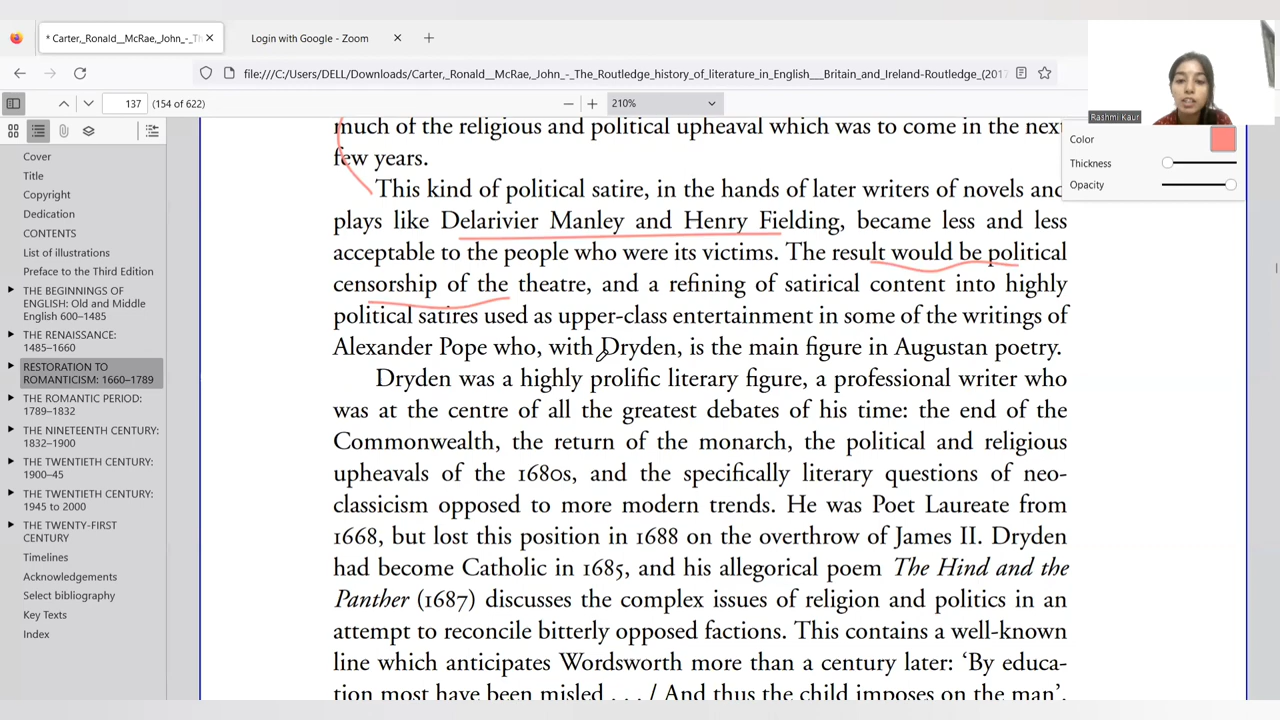 * Carter,_Ronald__McRae,_John_-_Th
Login with Google - Zoom
file:///C:/Users/DELL/Downloads/Carter,_Ronald__McRae,_John_-_The_Routledge_history_of_literature_in_English___Britain_and_Ireland-Routledge_(2017
137 (154 of 622)
210%
Rashmi Kaur
Color
Thickness
Opacity
Cover
Title
Copyright
Dedication
CONTENTS
List of illustrations
Preface to the Third Edition
THE BEGINNINGS OF
ENGLISH: Old and Middle
English 600–1485
THE RENAISSANCE:
1485–1660
RESTORATION TO
ROMANTICISM: 1660–1789
THE ROMANTIC PERIOD:
1789–1832
THE NINETEENTH CENTURY:
1832–1900
THE TWENTIETH CENTURY:
1900–45
THE TWENTIETH CENTURY:
1945 to 2000
THE TWENTY-FIRST
CENTURY
Timelines
Acknowledgements
Select bibliography
Key Texts
Index
much of the religious and political upheaval which was to come in the next
few years.
This kind of political satire, in the hands of later writers of novels and
plays like Delarivier Manley and Henry Fielding, became less and less
acceptable to the people who were its victims. The result would be political
censorship of the theatre, and a refining of satirical content into highly
political satires used as upper-class entertainment in some of the writings of
Alexander Pope who, with Dryden, is the main figure in Augustan poetry.
Dryden was a highly prolific literary figure, a professional writer who
was at the centre of all the greatest debates of his time: the end of the
Commonwealth, the return of the monarch, the political and religious
upheavals of the 1680s, and the specifically literary questions of neo-
classicism opposed to more modern trends. He was Poet Laureate from
1668, but lost this position in 1688 on the overthrow of James II. Dryden
had become Catholic in 1685, and his allegorical poem The Hind and the
Panther (1687) discusses the complex issues of religion and politics in an
attempt to reconcile bitterly opposed factions. This contains a well-known
line which anticipates Wordsworth more than a century later: ‘By educa-
tion most have been misled . . . / And thus the child imposes on the man’.